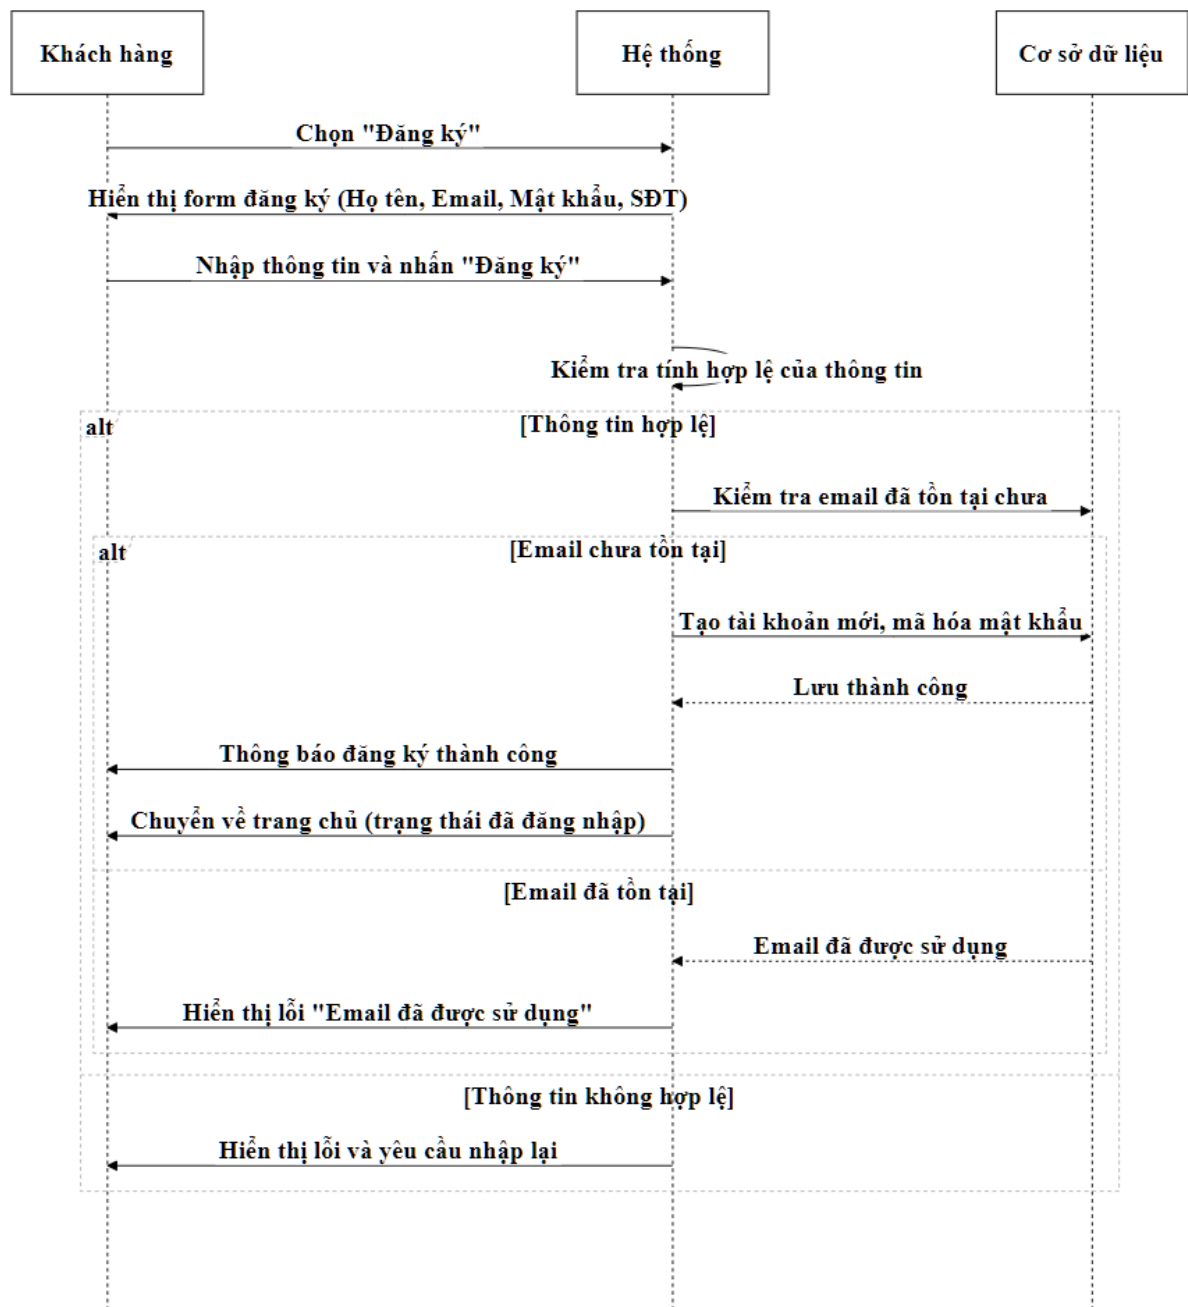 Khách hàng
Hệ thống
Cơ sở dữ liệu
Chọn "Đăng ký"
Hiển thị form đăng ký (Họ tên, Email, Mật khẩu, SĐT)
Nhập thông tin và nhấn "Đăng ký"
Kiểm tra tính hợp lệ của thông tin
alt
[Thông tin hợp lệ]
Kiểm tra email đã tồn tại chưa
alt
[Email chưa tồn tại]
Tạo tài khoản mới, mã hóa mật khẩu
Lưu thành công
Thông báo đăng ký thành công
Chuyển về trang chủ (trạng thái đã đăng nhập)
[Email đã tồn tại]
Email đã được sử dụng
Hiển thị lỗi "Email đã được sử dụng"
[Thông tin không hợp lệ]
Hiển thị lỗi và yêu cầu nhập lại